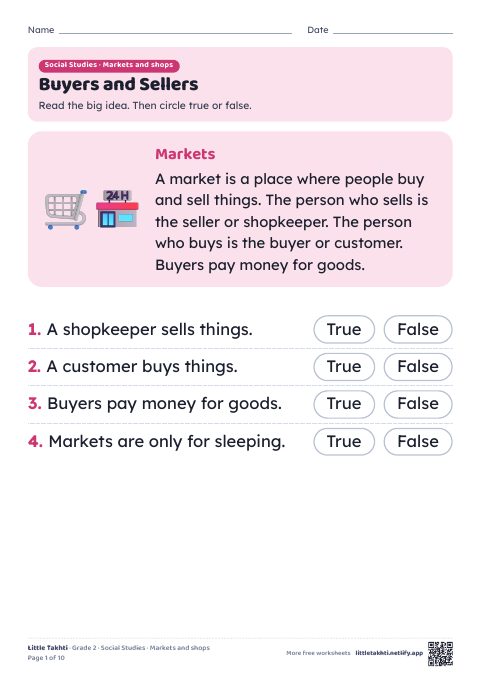 Name
Date
Social Studies · Markets and shops
Buyers and Sellers
Read the big idea. Then circle true or false.
24H
Markets
A market is a place where people buy
and sell things. The person who sells is
the seller or shopkeeper. The person
who buys is the buyer or customer.
Buyers pay money for goods.
1. A shopkeeper sells things. True False
2. A customer buys things. True False
3. Buyers pay money for goods. True False
4. Markets are only for sleeping. True False
Little Takhti · Grade 2 · Social Studies · Markets and shops
Page 1 of 10
More free worksheets · littletakhti.netlify.app